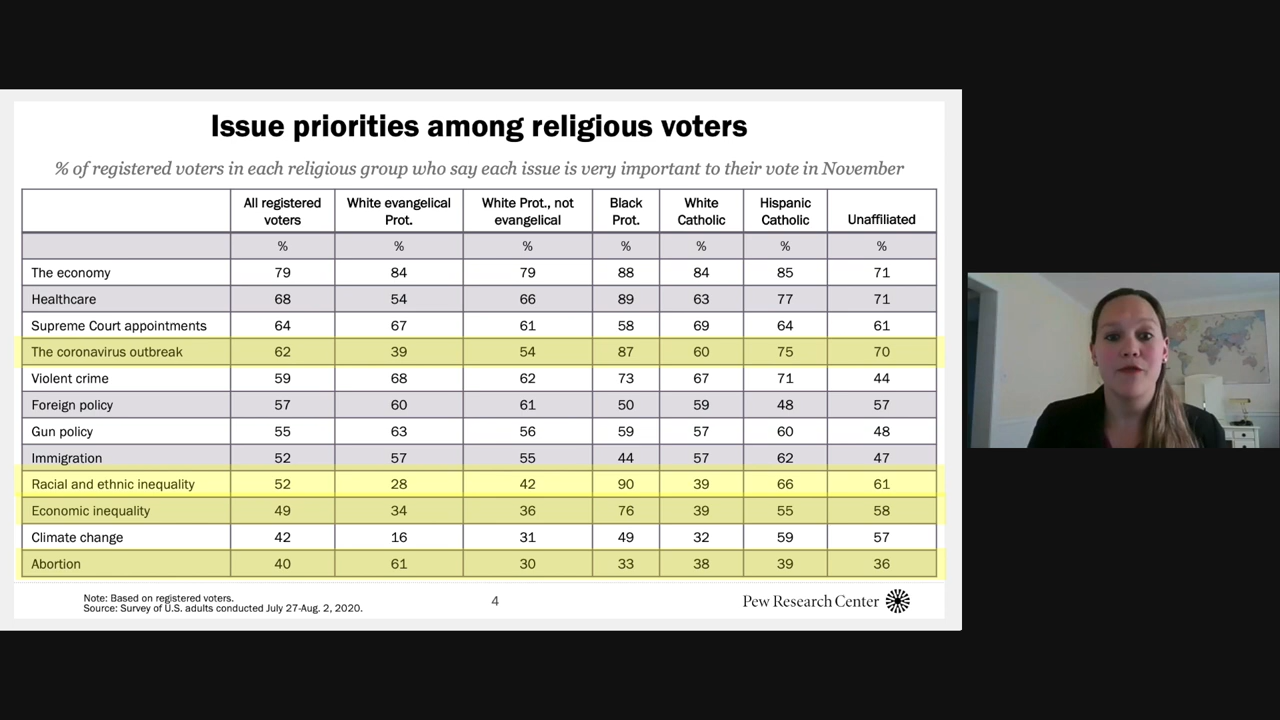 Issue priorities among religious voters
% of registered voters in each religious group who say each issue is very important to their vote in November
All registered voters White evangelical Prot. White Prot., not evangelical Black Prot. White Catholic Hispanic Catholic Unaffiliated
% % % % % % %
The economy 79 84 79 88 84 85 71
Healthcare 68 54 66 89 63 77 71
Supreme Court appointments 64 67 61 58 69 64 61
The coronavirus outbreak 62 39 54 87 60 75 70
Violent crime 59 68 62 73 67 71 44
Foreign policy 57 60 61 50 59 48 57
Gun policy 55 63 56 59 57 60 48
Immigration 52 57 55 44 57 62 47
Racial and ethnic inequality 52 28 42 90 39 66 61
Economic inequality 49 34 36 76 39 55 58
Climate change 42 16 31 49 32 59 57
Abortion 40 61 30 33 38 39 36
Note: Based on registered voters.
Source: Survey of U.S. adults conducted July 27-Aug. 2, 2020.
4
Pew Research Center